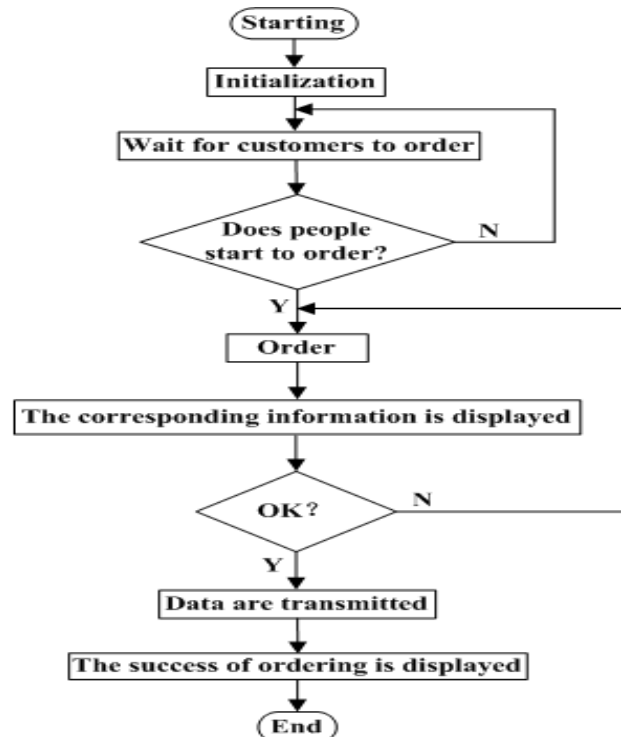 Starting
Initialization
Wait for customers to order
Does people
start to order?
N
Y
Order
The corresponding information is displayed
OK?
N
Y
Data are transmitted
The success of ordering is displayed
End